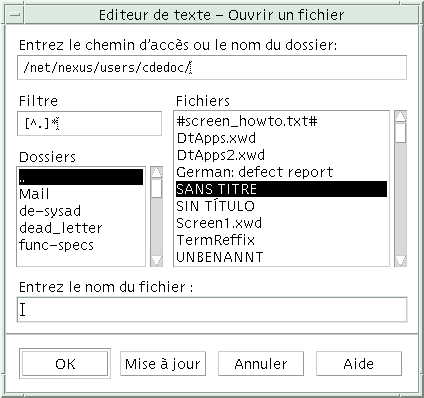 Editeur de texte – Ouvrir un fichier
Entrez le chemin d'accès ou le nom du dossier:
/net/nexus/users/cdedoc/
Filtre
[^.]*
Dossiers
..
Mail
de-sysad
dead_letter
func-specs
Fichiers
#screen_howto.txt#
DtApps.xwd
DtApps2.xwd
German: defect report
SANS TITRE
SIN TÍTULO
Screen1.xwd
TermReffix
UNBENANNT
Entrez le nom du fichier :
OK
Mise à jour
Annuler
Aide